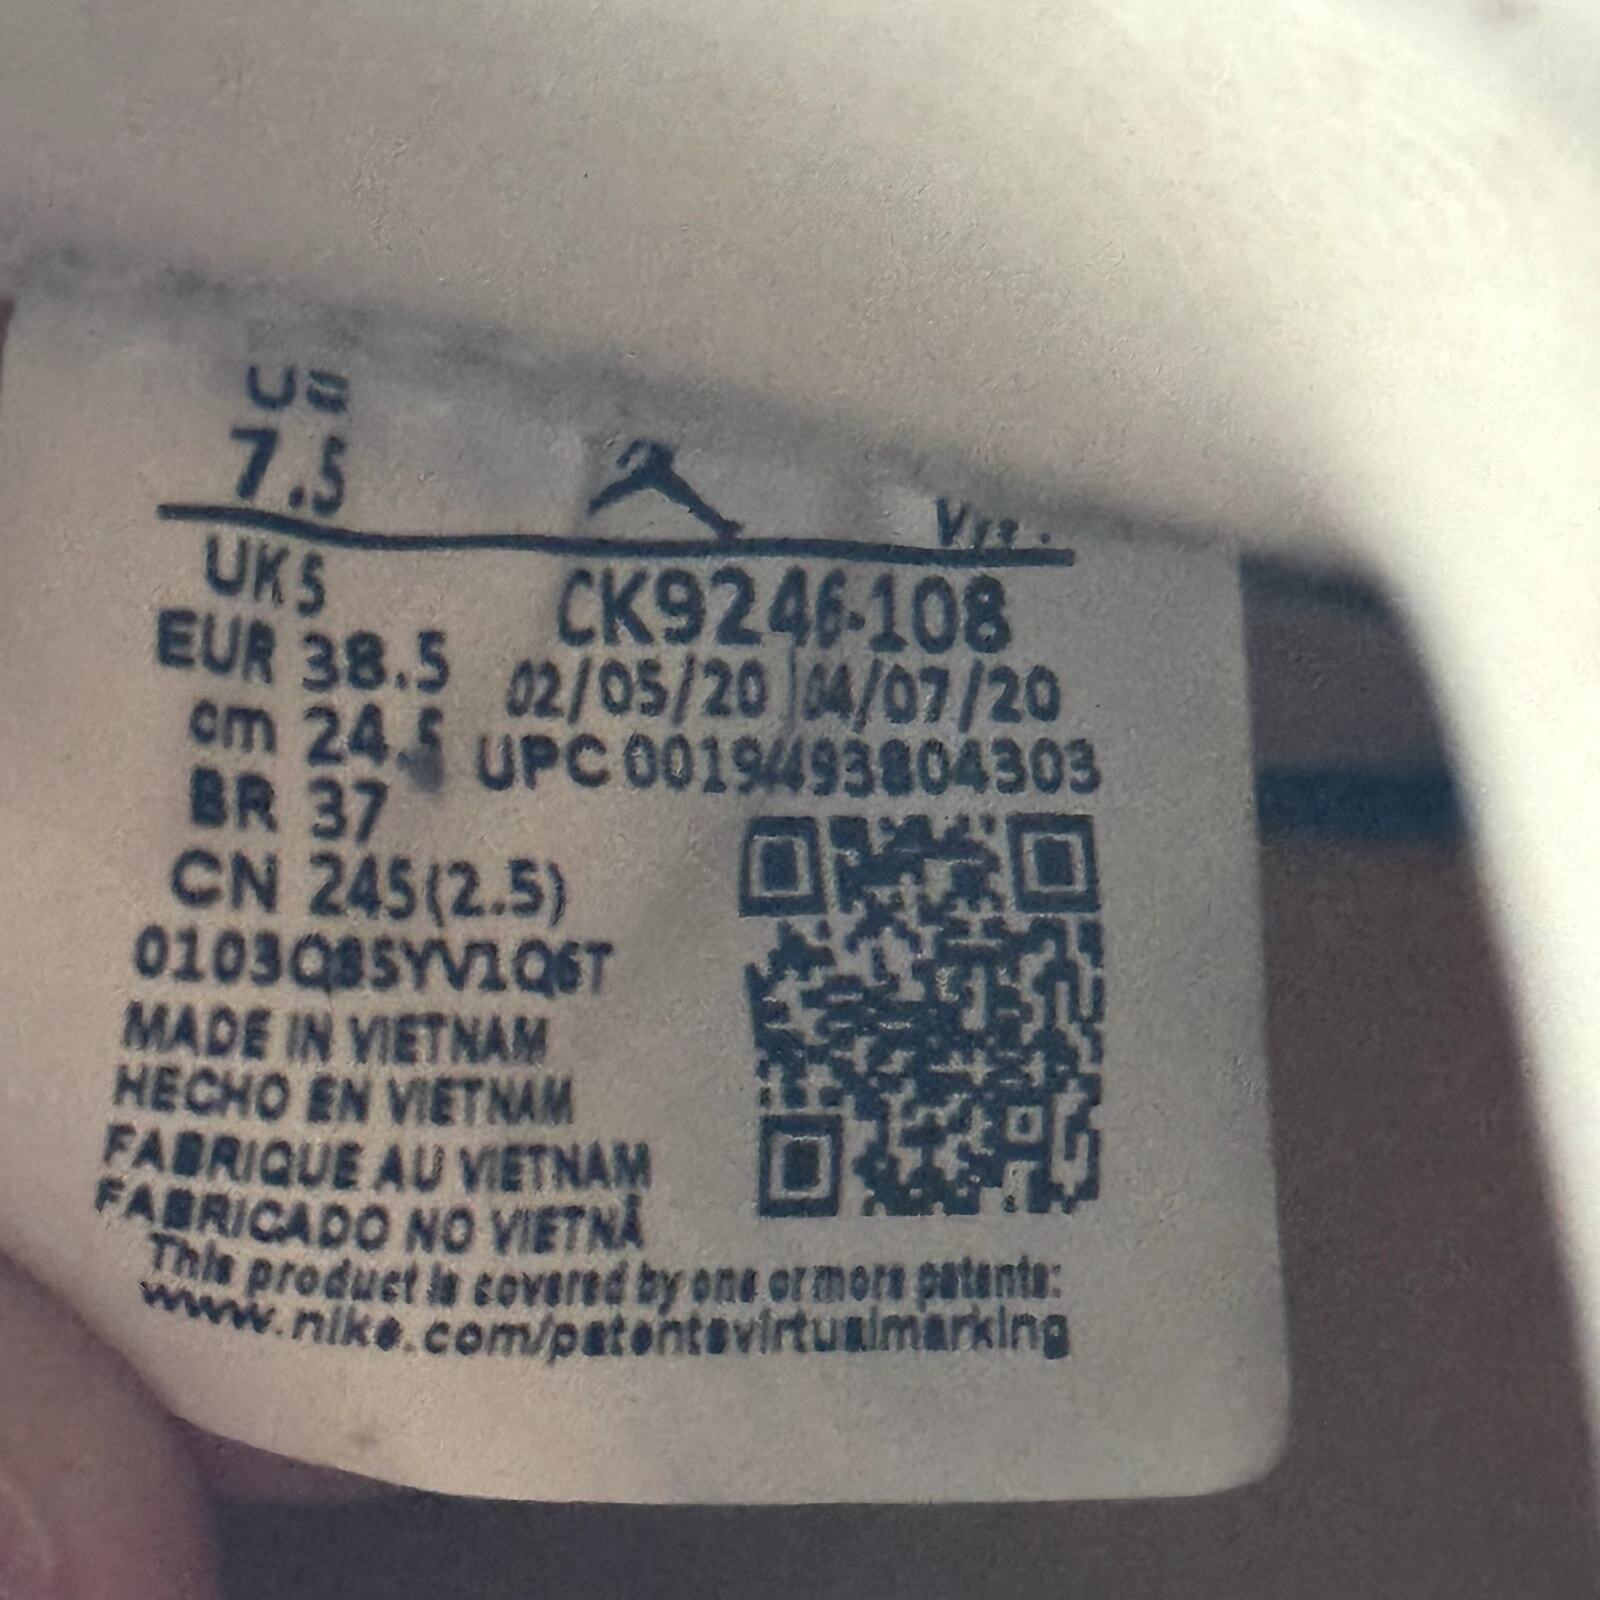 US
7.5
UK 5
CK9246-108
EUR 38.5
02/05/20 04/07/20
cm 24.5
UPC 00194493804303
BR 37
CN 245(2.5)
0103Q85YV1Q6T
MADE IN VIETNAM
HECHO EN VIETNAM
FABRIQUE AU VIETNAM
FABRICADO NO VIETNÃ
This product is covered by one or more patents:
www.nike.com/patentsvirtualmarking